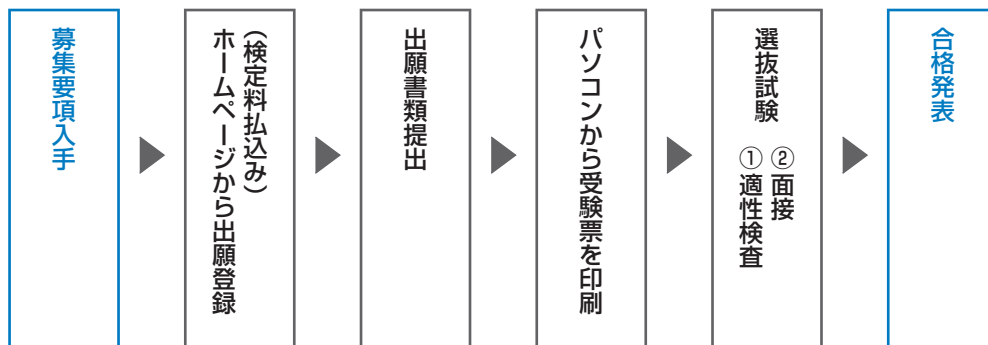 募集要項入手
ホームページから出願登録
（検定料払込み）
出願書類提出
パソコンから受験票を印刷
選抜試験
①適性検査
②面接
合格発表